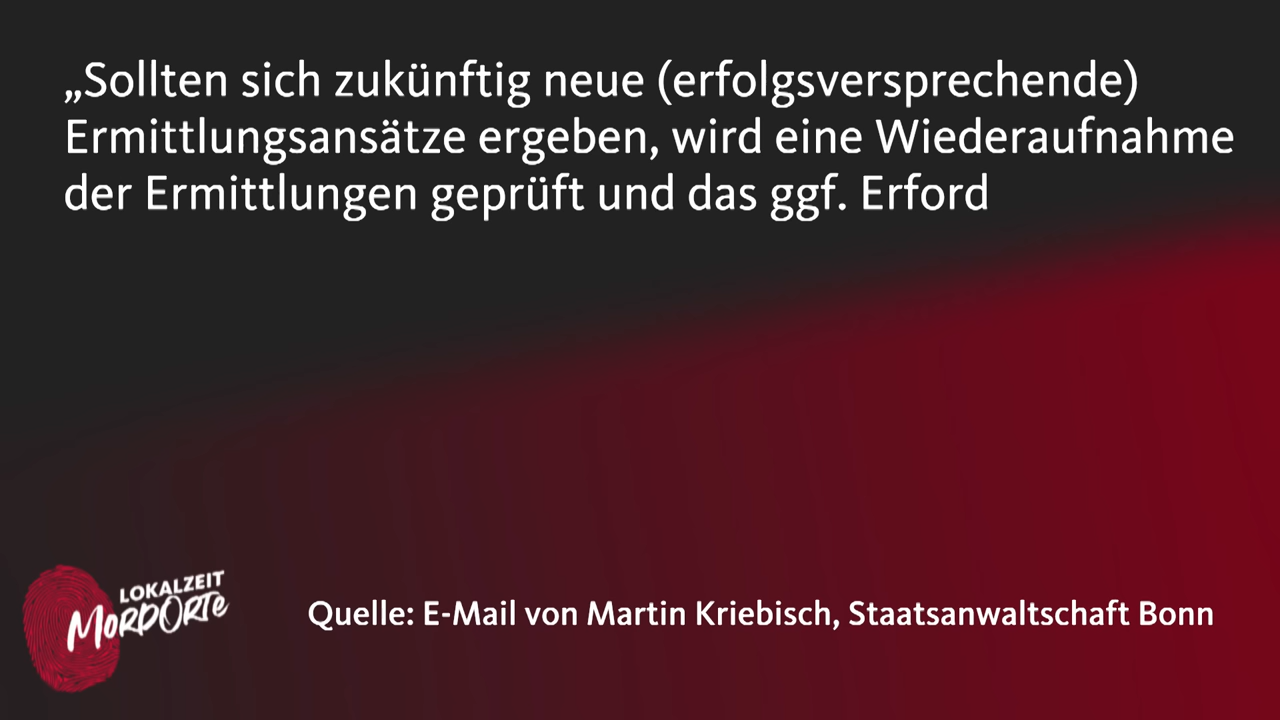 „Sollten sich zukünftig neue (erfolgsversprechende)
Ermittlungsansätze ergeben, wird eine Wiederaufnahme
der Ermittlungen geprüft und das ggf. Erford
LOKALZEIT
MORDORTE
Quelle: E-Mail von Martin Kriebisch, Staatsanwaltschaft Bonn